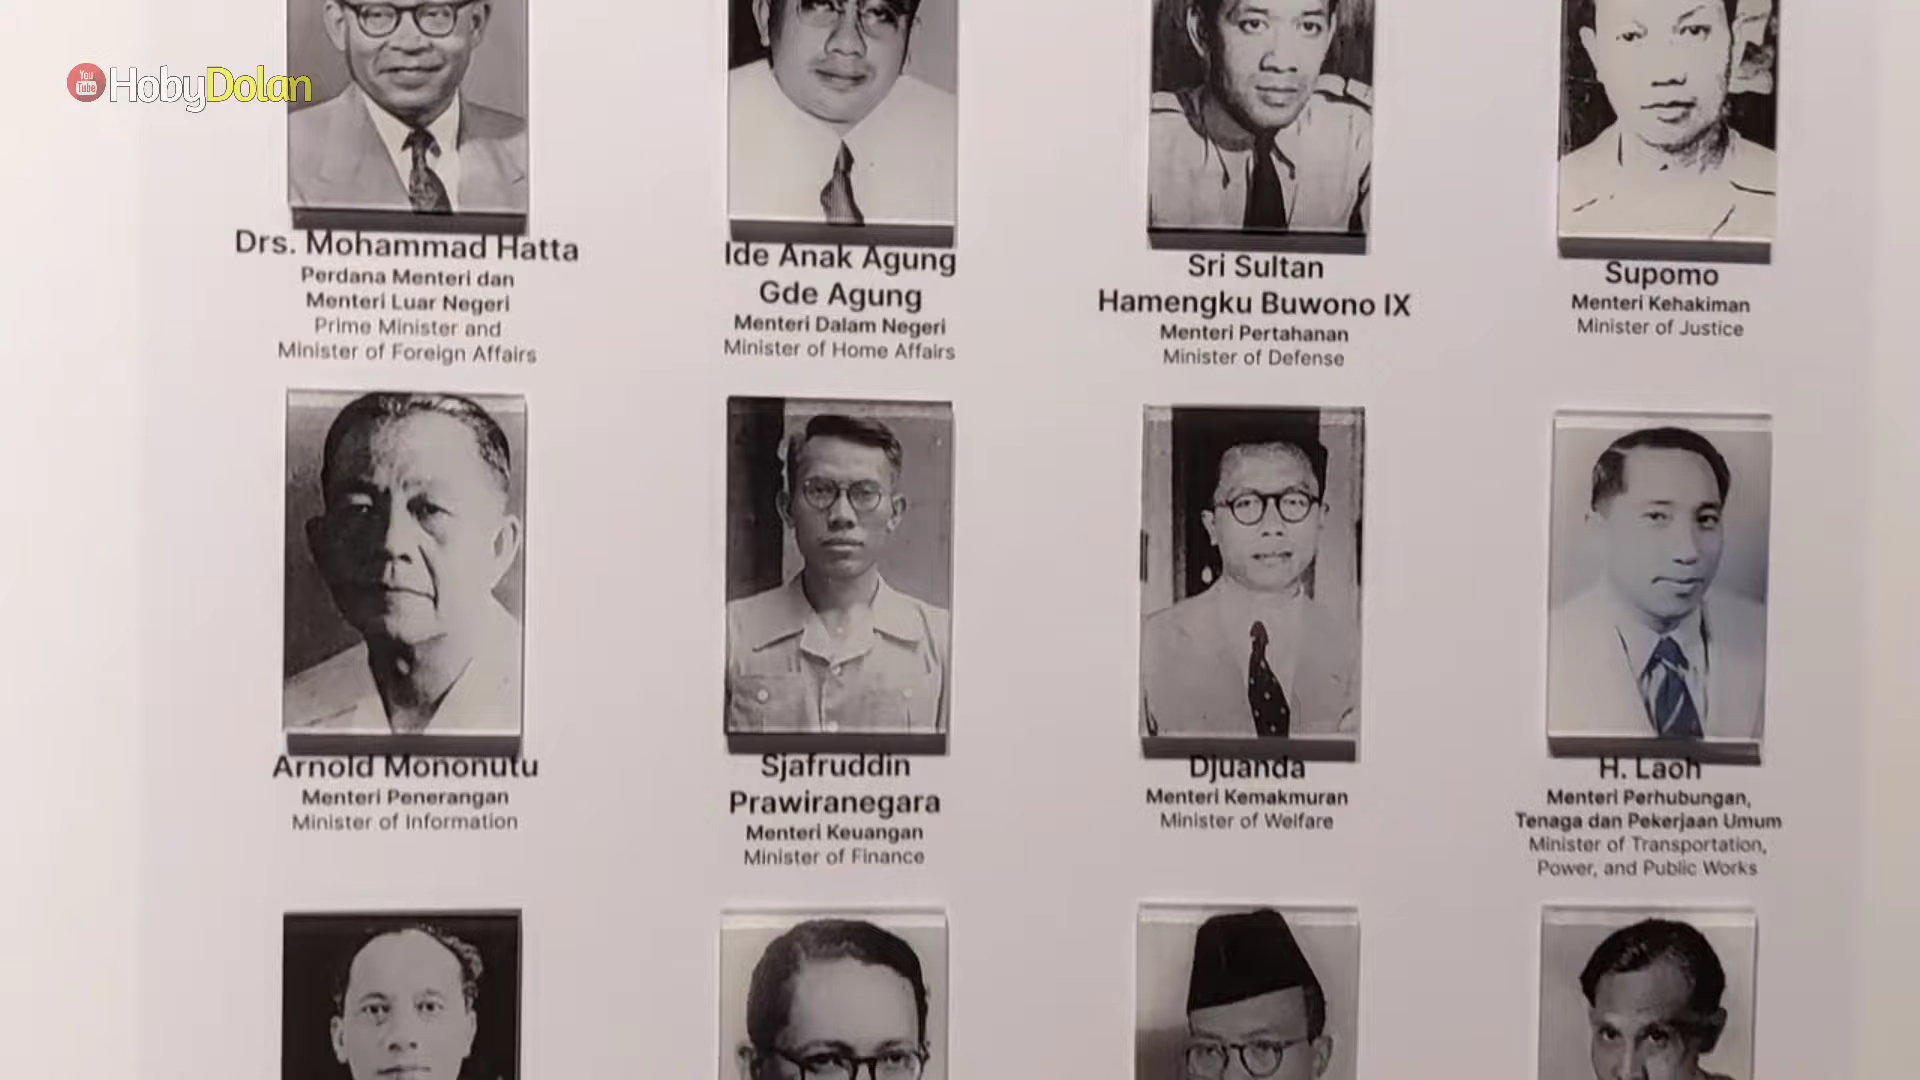 You
Tube
HobyDolan
Drs. Mohammad Hatta
Perdana Menteri dan
Menteri Luar Negeri
Prime Minister and
Minister of Foreign Affairs
Ide Anak Agung
Gde Agung
Menteri Dalam Negeri
Minister of Home Affairs
Sri Sultan
Hamengku Buwono IX
Menteri Pertahanan
Minister of Defense
Supomo
Menteri Kehakiman
Minister of Justice
Arnold Mononutu
Menteri Penerangan
Minister of Information
Sjafruddin
Prawiranegara
Menteri Keuangan
Minister of Finance
Djuanda
Menteri Kemakmuran
Minister of Welfare
H. Laoh
Menteri Perhubungan,
Tenaga dan Pekerjaan Umum
Minister of Transportation,
Power, and Public Works